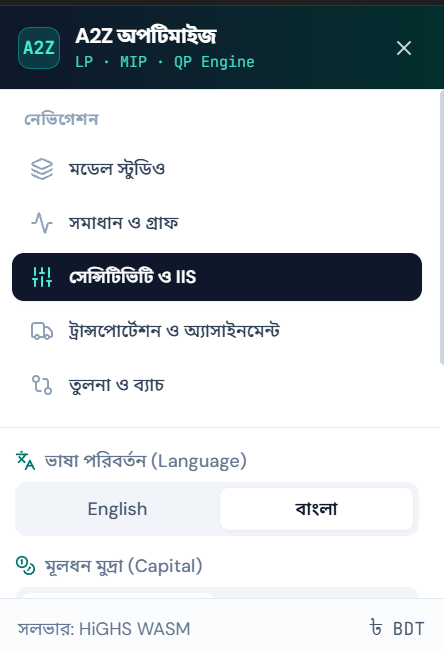 A2Z
A2Z অপটিমাইজ
LP · MIP · QP Engine
নেভিগেশন
মডেল স্টুডিও
সমাধান ও গ্রাফ
সেন্সিটিভিটি ও IIS
ট্রান্সপোর্টেশন ও অ্যাসাইনমেন্ট
তুলনা ও ব্যাচ
ভাষা পরিবর্তন (Language)
English
বাংলা
মূলধন মুদ্রা (Capital)
সলভার: HiGHS WASM
৳ BDT